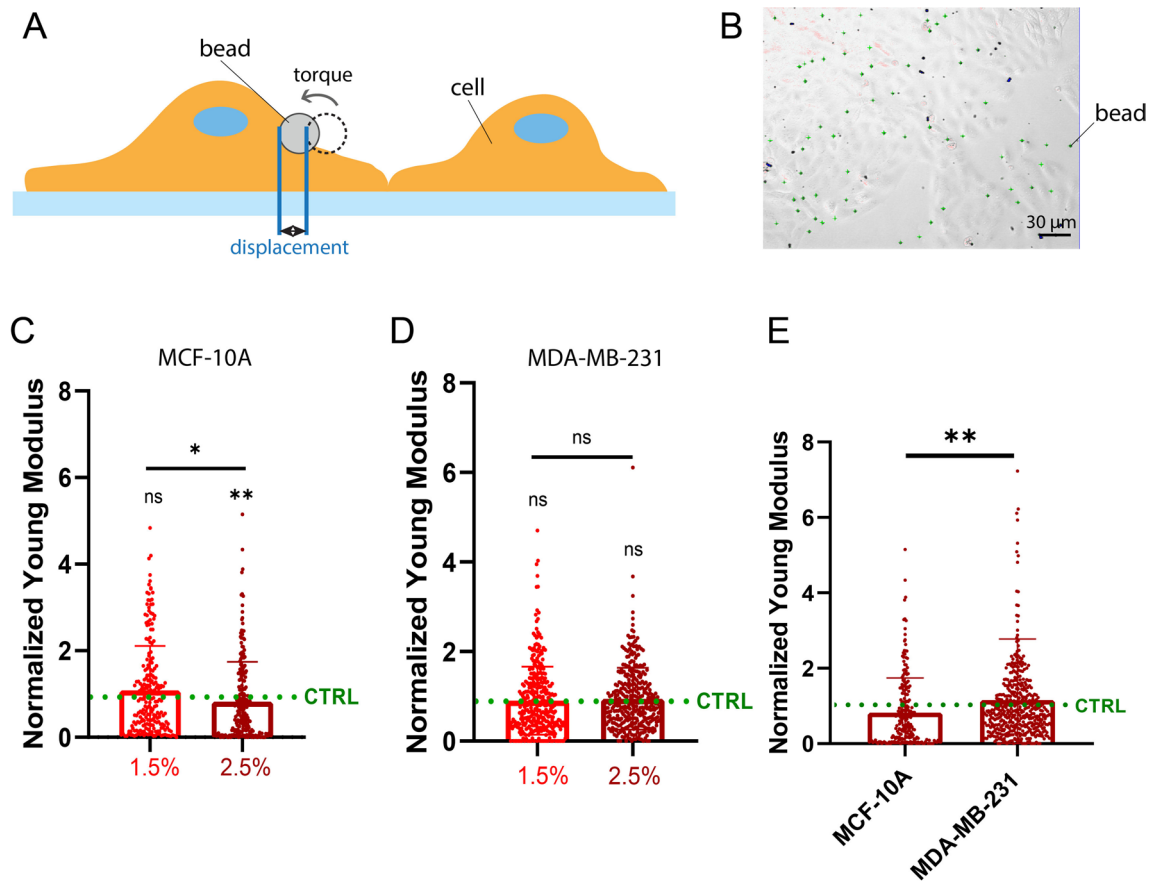 A
bead
torque
cell
displacement
B
bead
30 µm
C
MCF-10A
Normalized Young Modulus
8
6
4
2
0
*
ns
**
CTRL
1.5%
2.5%
D
MDA-MB-231
Normalized Young Modulus
8
6
4
2
0
ns
ns
ns
CTRL
1.5%
2.5%
E
Normalized Young Modulus
8
6
4
2
0
**
CTRL
MCF-10A
MDA-MB-231